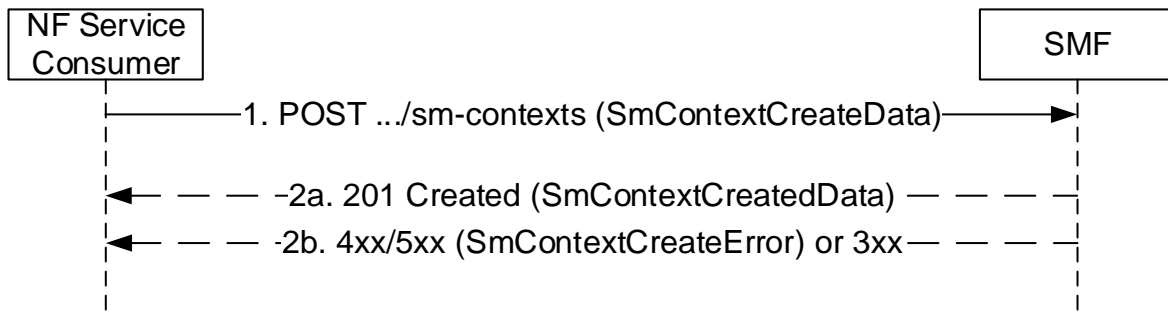 NF Service
Consumer
SMF
1. POST .../sm-contexts (SmContextCreateData)
2a. 201 Created (SmContextCreatedData)
2b. 4xx/5xx (SmContextCreateError) or 3xx